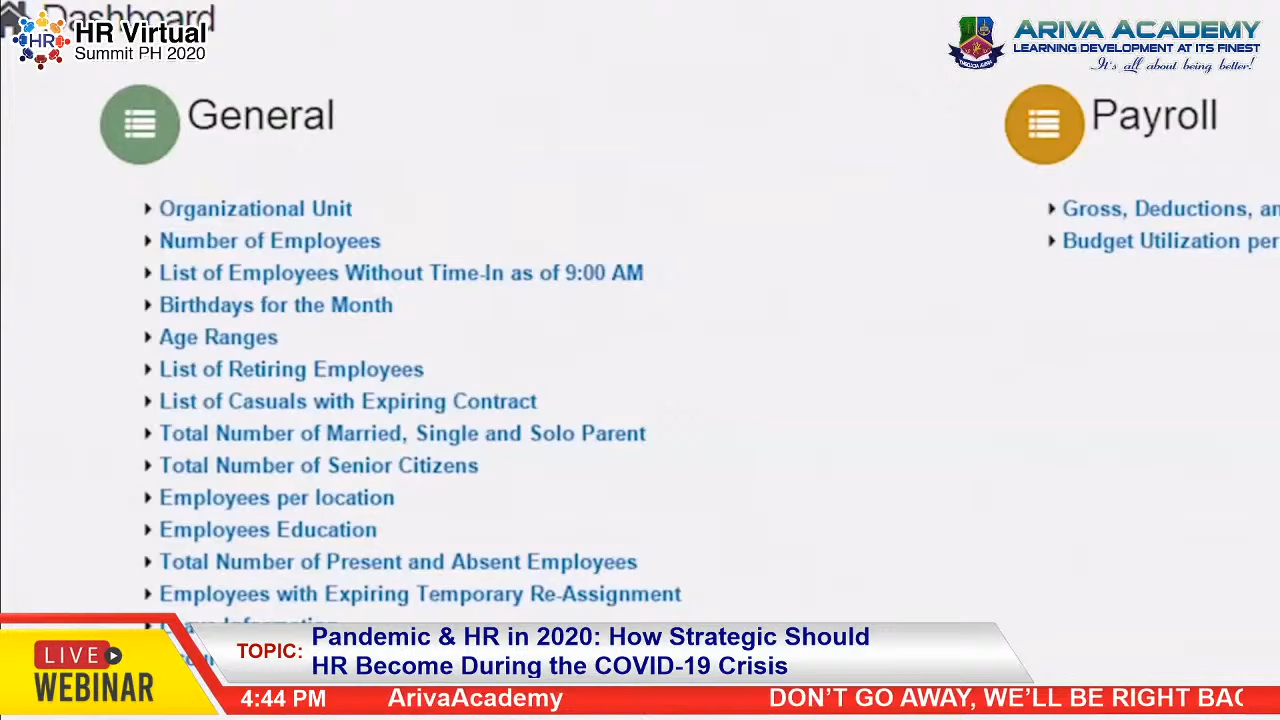 Dashboard
HR
HR Virtual
Summit PH 2020
ARIVA ACADEMY
LEARNING DEVELOPMENT AT ITS FINEST
It's all about being better!
General
Organizational Unit
Number of Employees
List of Employees Without Time-In as of 9:00 AM
Birthdays for the Month
Age Ranges
List of Retiring Employees
List of Casuals with Expiring Contract
Total Number of Married, Single and Solo Parent
Total Number of Senior Citizens
Employees per location
Employees Education
Total Number of Present and Absent Employees
Employees with Expiring Temporary Re-Assignment
Payroll
Gross, Deductions, an
Budget Utilization per
LIVE
WEBINAR
TOPIC:
Pandemic & HR in 2020: How Strategic Should
HR Become During the COVID-19 Crisis
4:44 PM
ArivaAcademy
DON'T GO AWAY, WE'LL BE RIGHT BAC